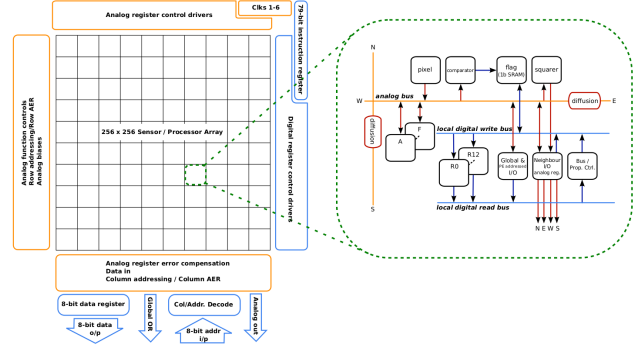 Analog register control drivers
Clks 1-6
79-bit instruction register
Analog function controls
Row addressing/Row AER
Analog biases
256 x 256 Sensor / Processor Array
Digital register control drivers
Analog register error compensation
Data in
Column addressing / Column AER
8-bit data register
Global OR
Col/Addr. Decode
Analog out
8-bit data
o/p
8-bit addr
i/p
N
pixel
comparator
flag
(1b SRAM)
squarer
analog bus
W
E
diffusion
diffusion
A
F
local digital write bus
R0
R12
Global &
PE addressed
I/O
Neighbour
I/O
analog reg.
Bus /
Prop. Ctrl.
local digital read bus
S
N E W S